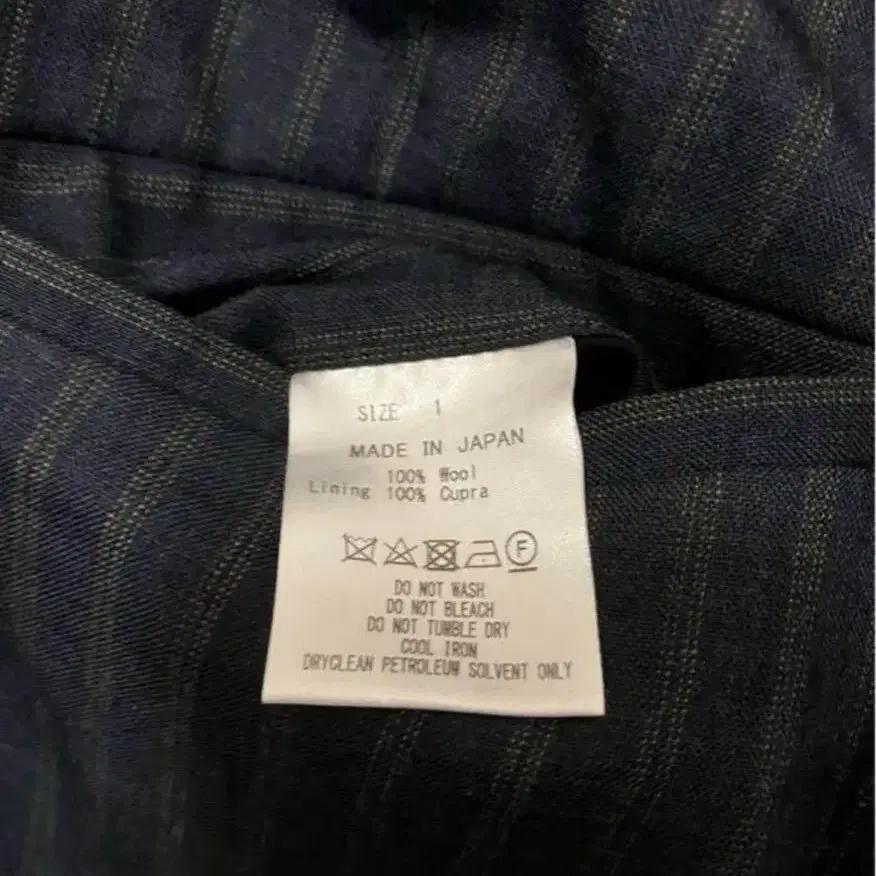 SIZE 1
MADE IN JAPAN
100% Wool
Lining 100% Cupra
F
DO NOT WASH
DO NOT BLEACH
DO NOT TUMBLE DRY
COOL IRON
DRYCLEAN PETROLEUM SOLVENT ONLY